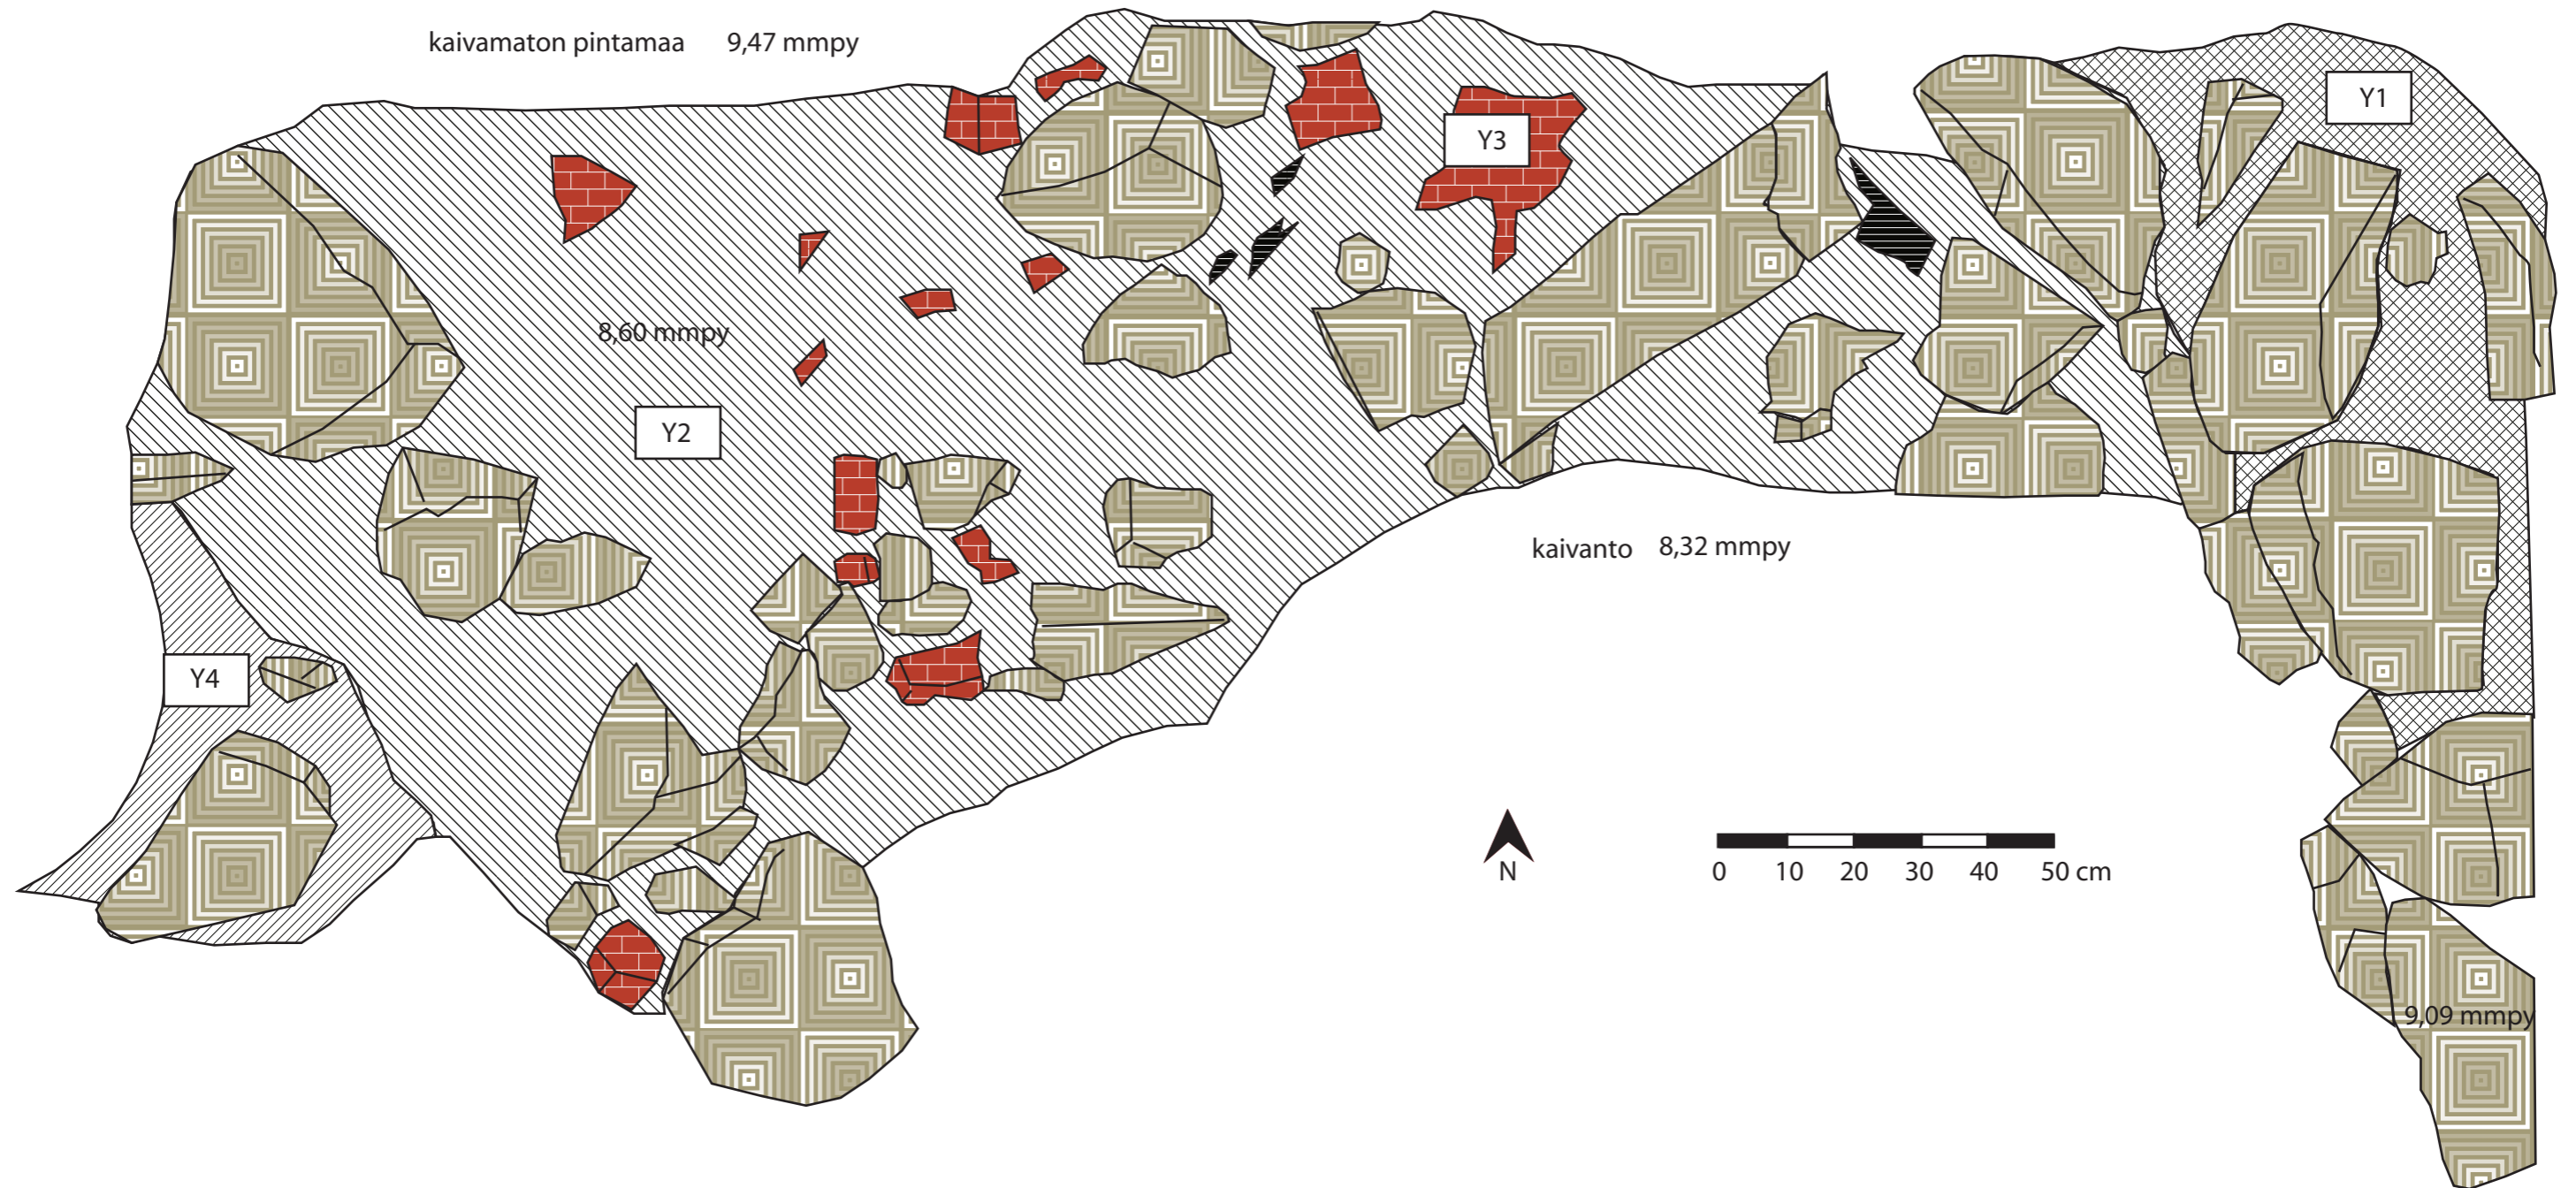 kaivamaton pintamaa 9,47 mmpy
Y1
Y3
8,60 mmpy
Y2
kaivanto 8,32 mmpy
Y4
N
0 10 20 30 40 50 cm
9,09 mmpy